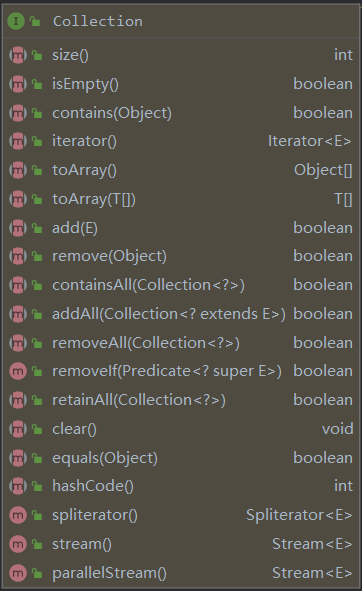 Collection
size() int
isEmpty() boolean
contains(Object) boolean
iterator() Iterator<E>
toArray() Object[]
toArray(T[]) T[]
add(E) boolean
remove(Object) boolean
containsAll(Collection<?>) boolean
addAll(Collection<? extends E>) boolean
removeAll(Collection<?>) boolean
removeIf(Predicate<? super E>) boolean
retainAll(Collection<?>) boolean
clear() void
equals(Object) boolean
hashCode() int
spliterator() Spliterator<E>
stream() Stream<E>
parallelStream() Stream<E>